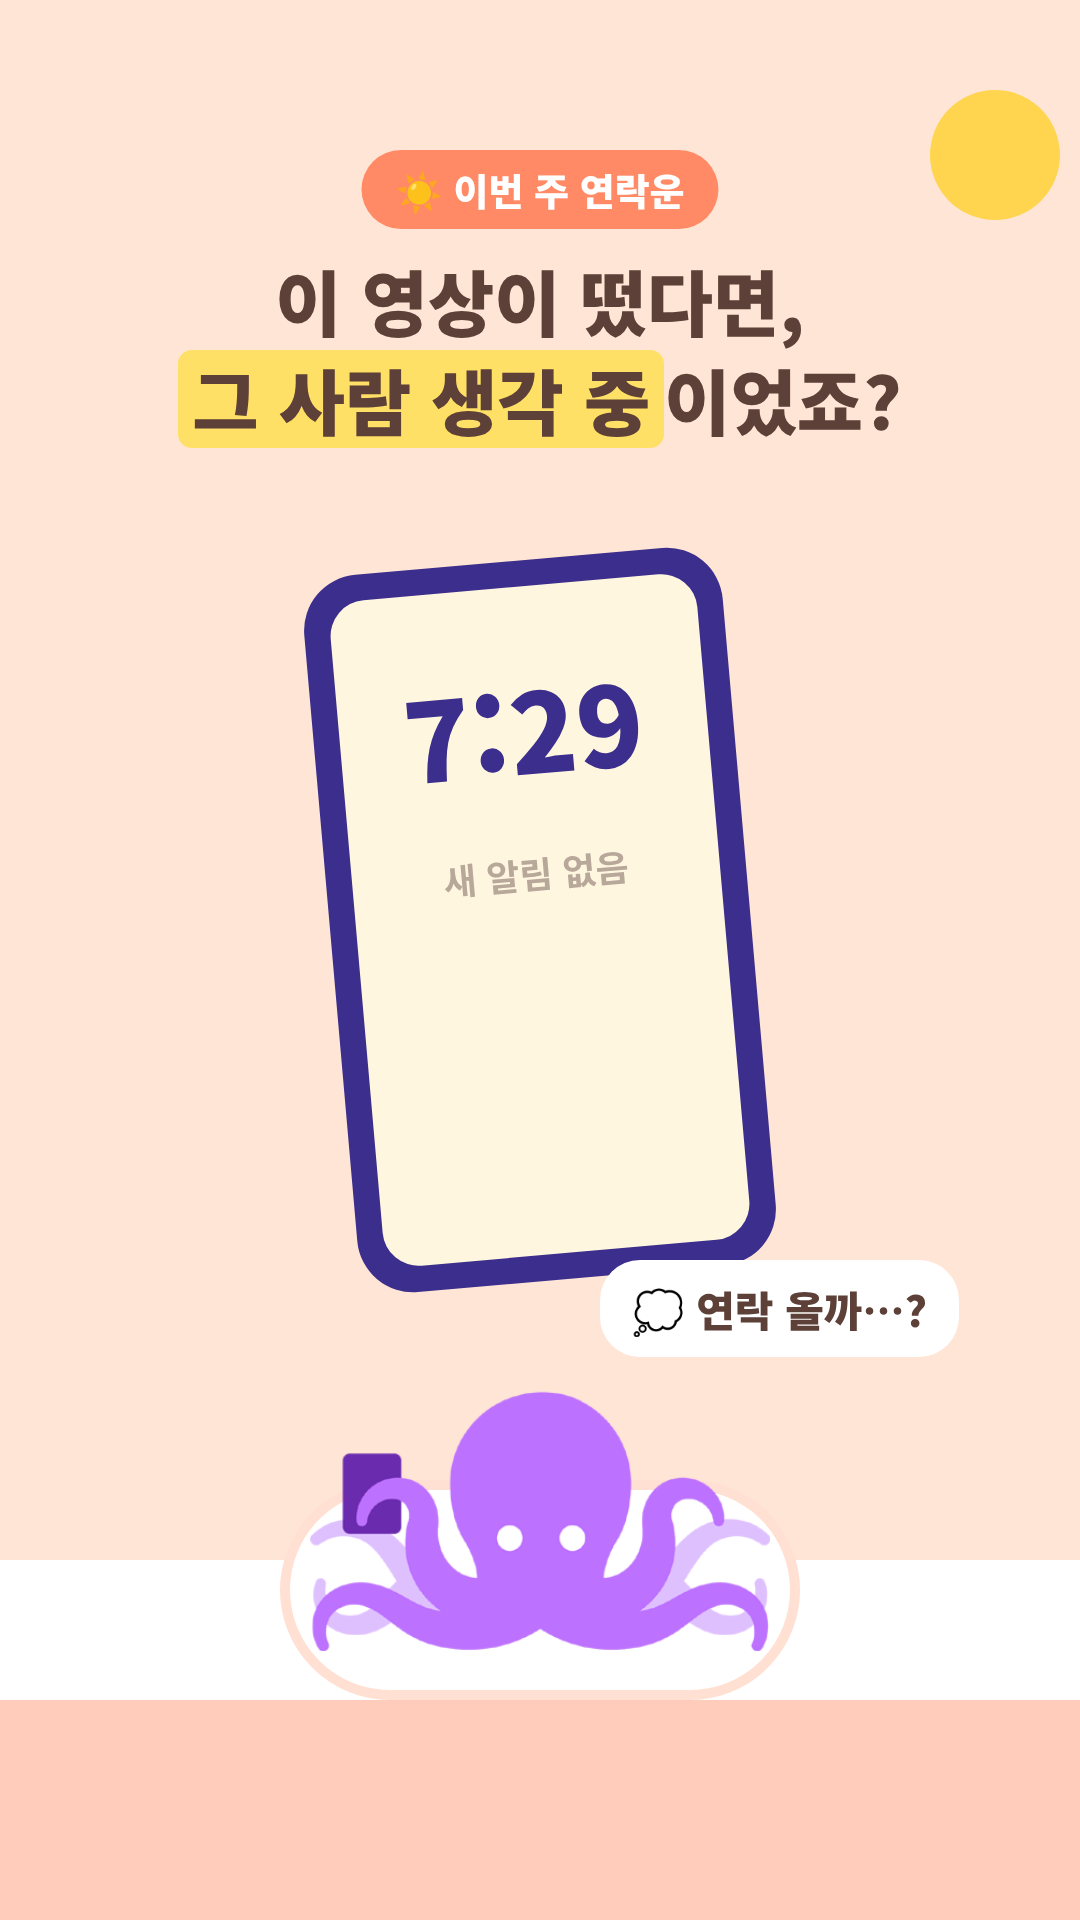 ☀️ 이번 주 연락운
이 영상이 떴다면,
그 사람 생각 중이었죠?
7:29
새 알림 없음
💭 연락 올까…?